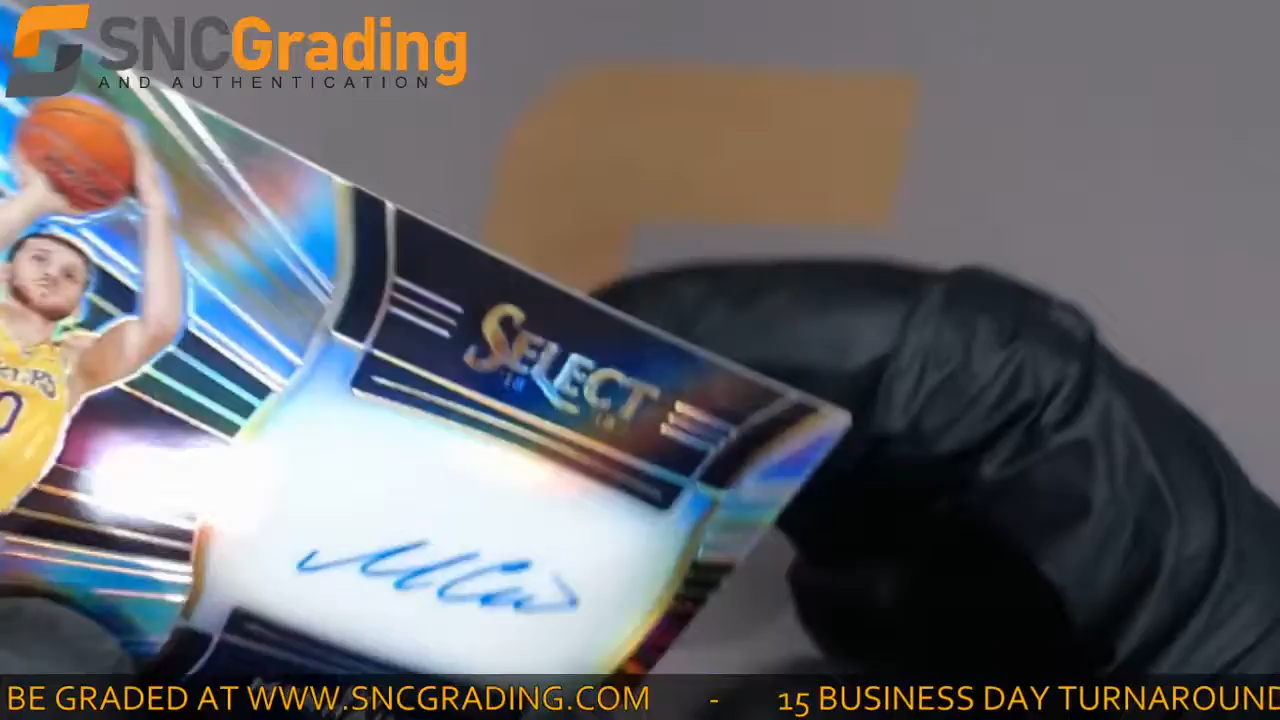 SNCGrading
AND AUTHENTICATION
SELECT
BE GRADED AT WWW.SNCGRADING.COM - 15 BUSINESS DAY TURNAROUND